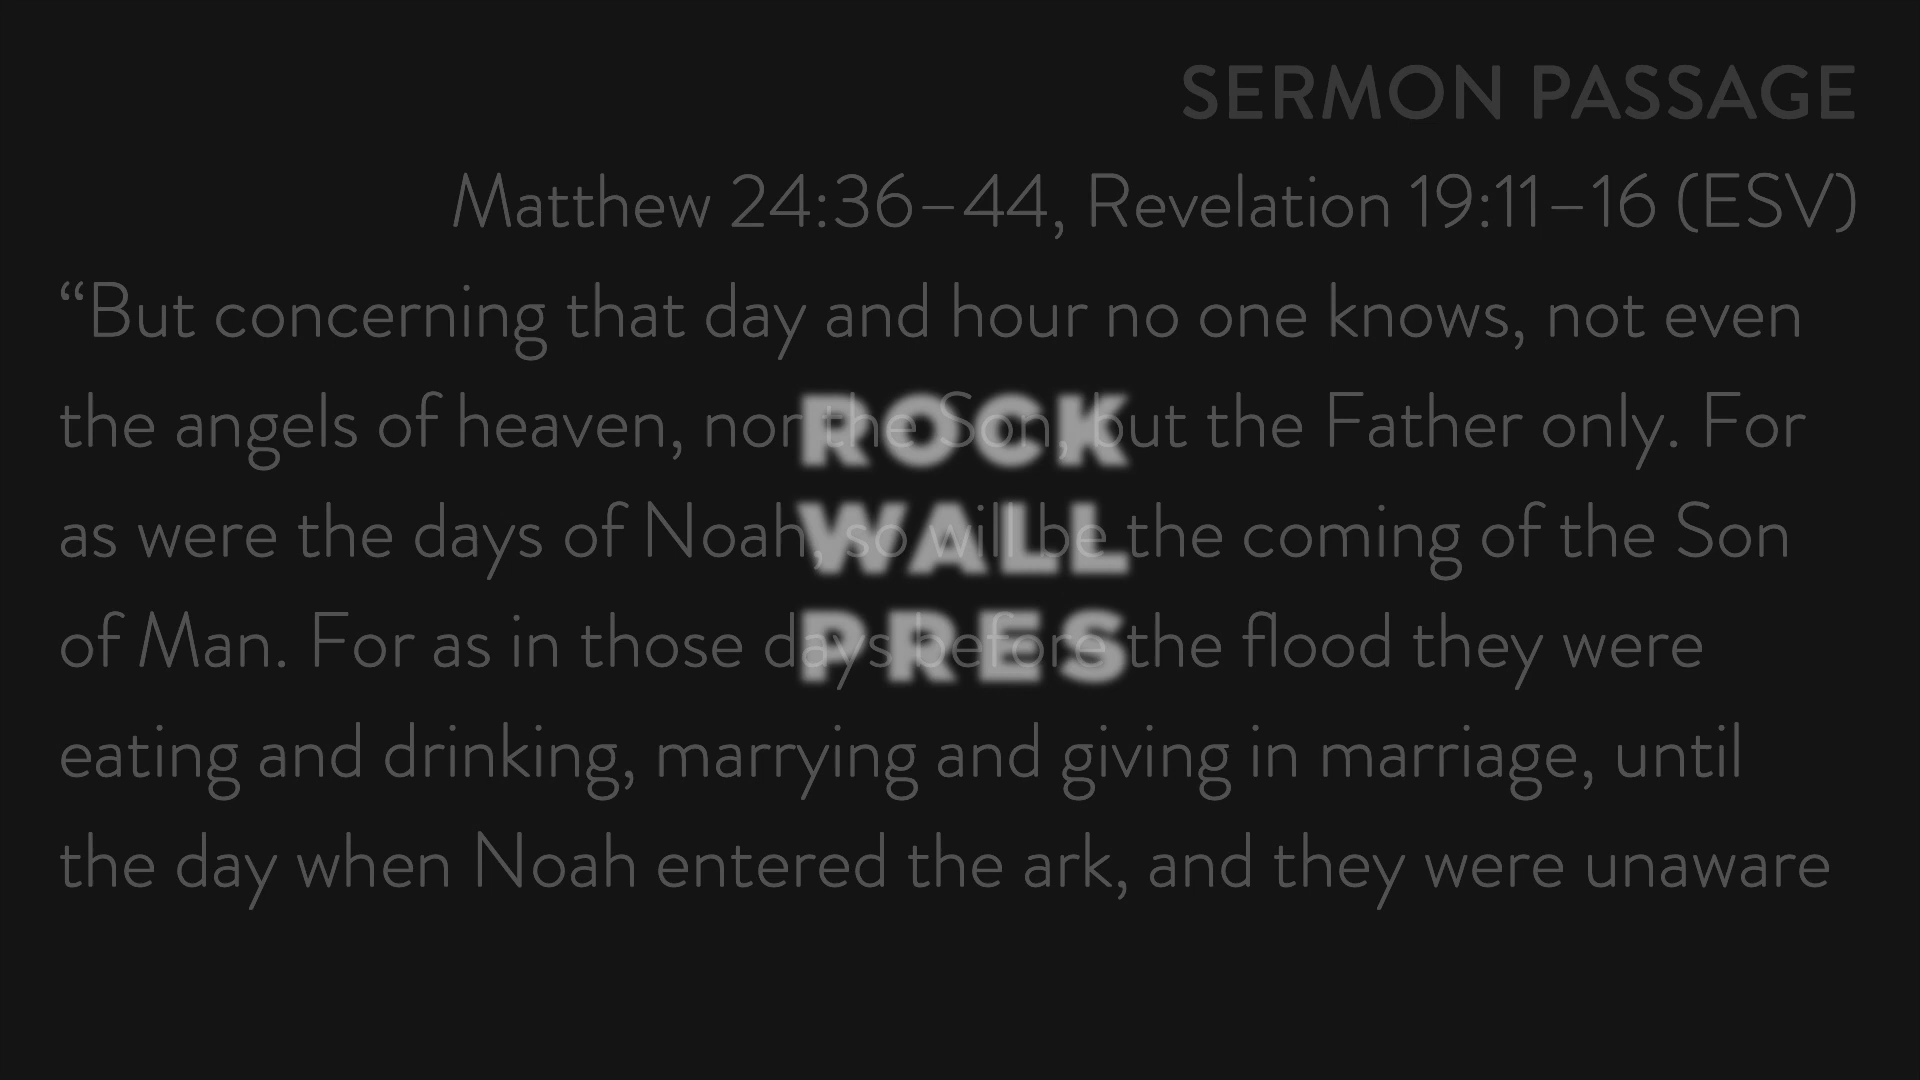 SERMON PASSAGE
Matthew 24:36–44, Revelation 19:11–16 (ESV)
“But concerning that day and hour no one knows, not even
the angels of heaven, nor the Son, but the Father only. For
as were the days of Noah, so will be the coming of the Son
of Man. For as in those days before the flood they were
eating and drinking, marrying and giving in marriage, until
the day when Noah entered the ark, and they were unaware
ROCK
WALL
PRES